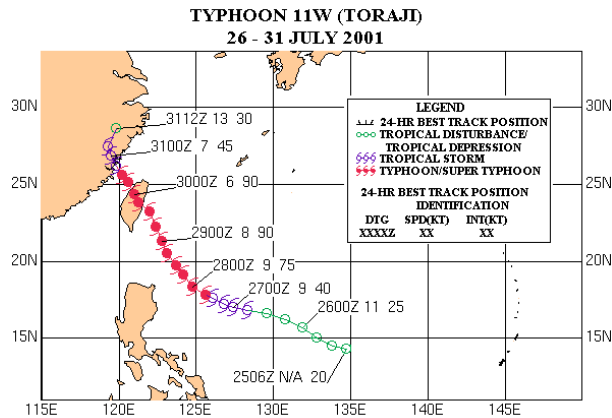 TYPHOON 11W (TORAJI)
26 - 31 JULY 2001
30N
25N
20N
15N
3112Z 13 30
3100Z 7 45
3000Z 6 90
2900Z 8 90
2800Z 9 75
2700Z 9 40
2600Z 11 25
2506Z N/A 20
LEGEND
24-HR BEST TRACK POSITION
TROPICAL DISTURBANCE/
TROPICAL DEPRESSION
TROPICAL STORM
TYPHOON/SUPER TYPHOON
24-HR BEST TRACK POSITION
IDENTIFICATION
DTG SPD(KT) INT(KT)
XXXXZ XX XX
30N
25N
20N
15N
115E 120E 125E 130E 135E 140E 145E 150E